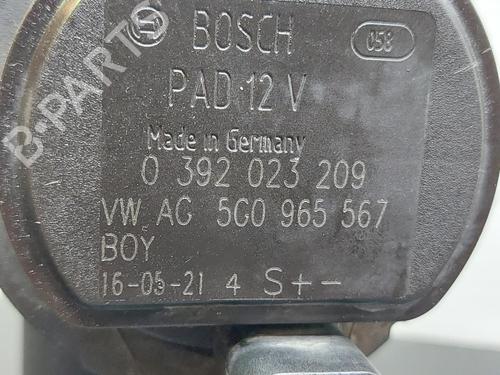 BOSCH 058
PAD 12 V
Made in Germany
0 392 023 209
VW AG 5G0 965 567
BOY
16-05-21 4 S+-
B-PARTS